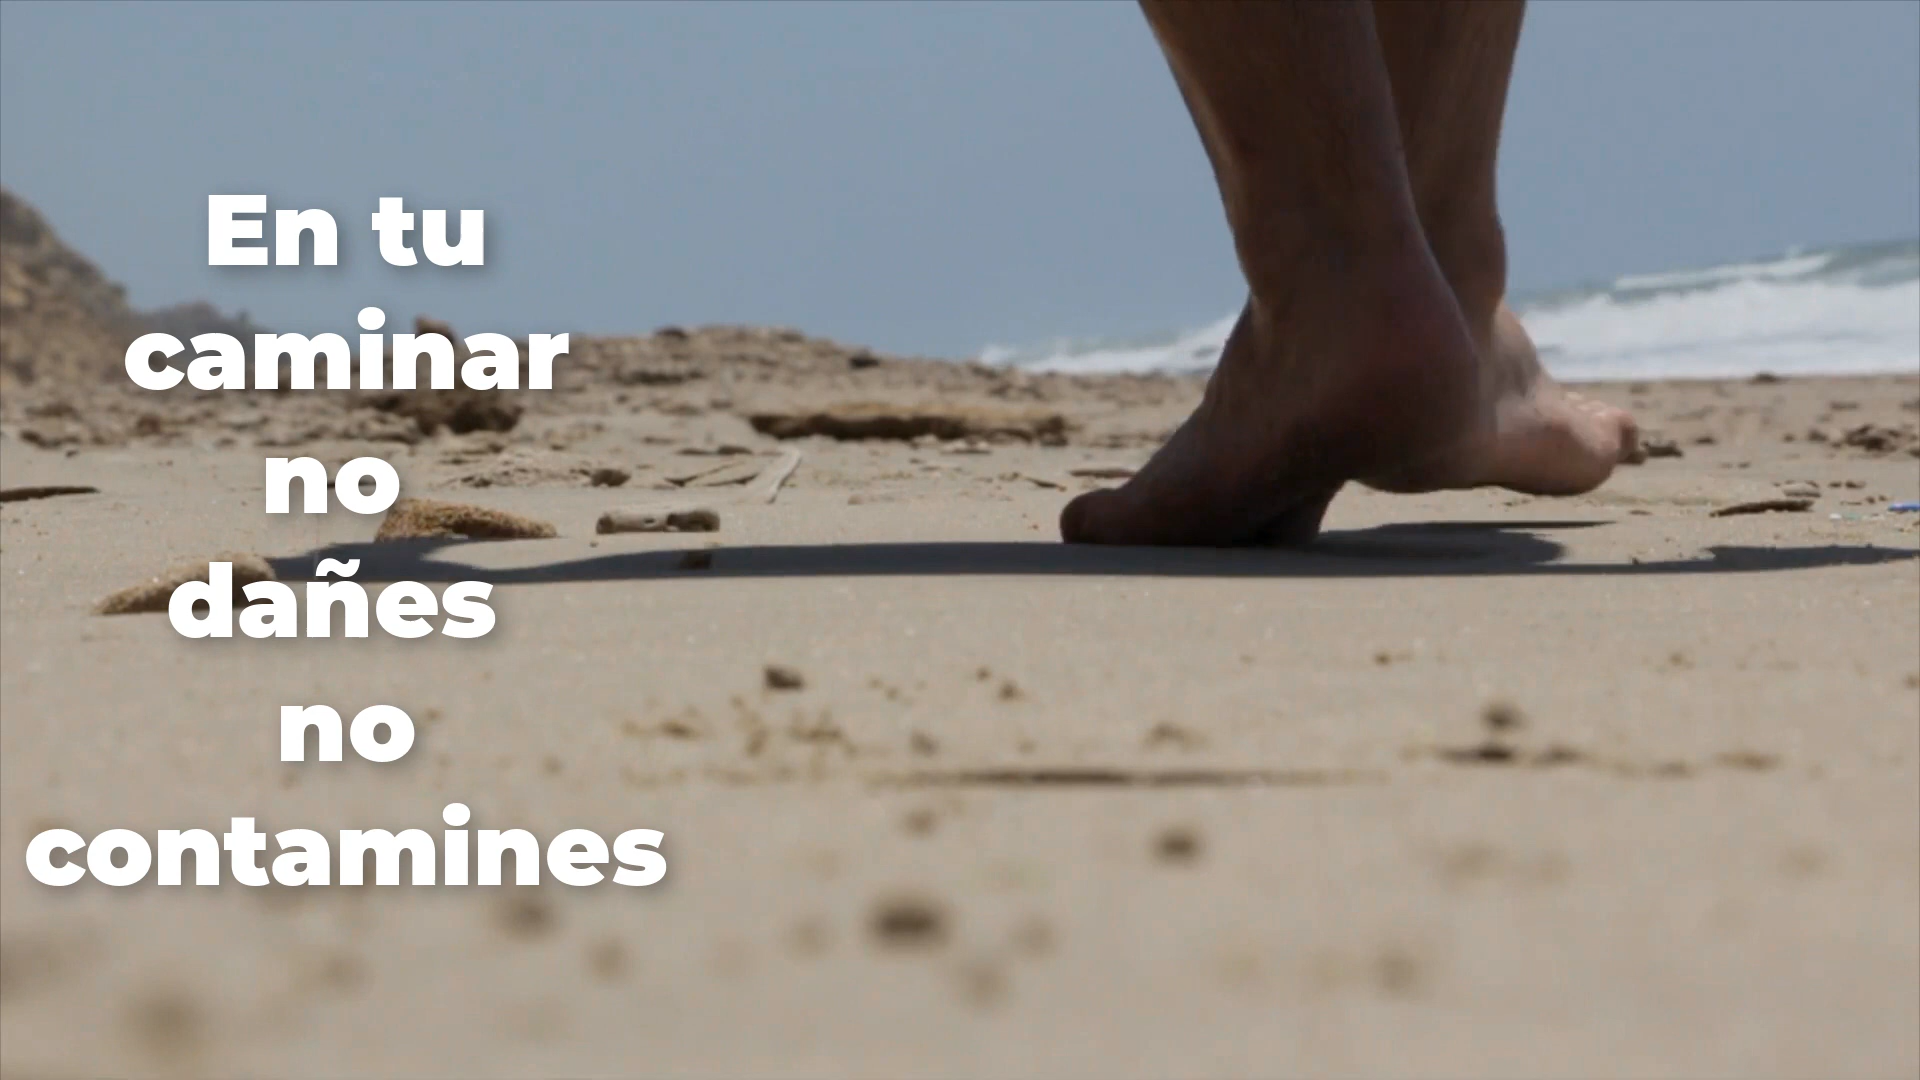 En tu
caminar
no
dañes
no
contamines